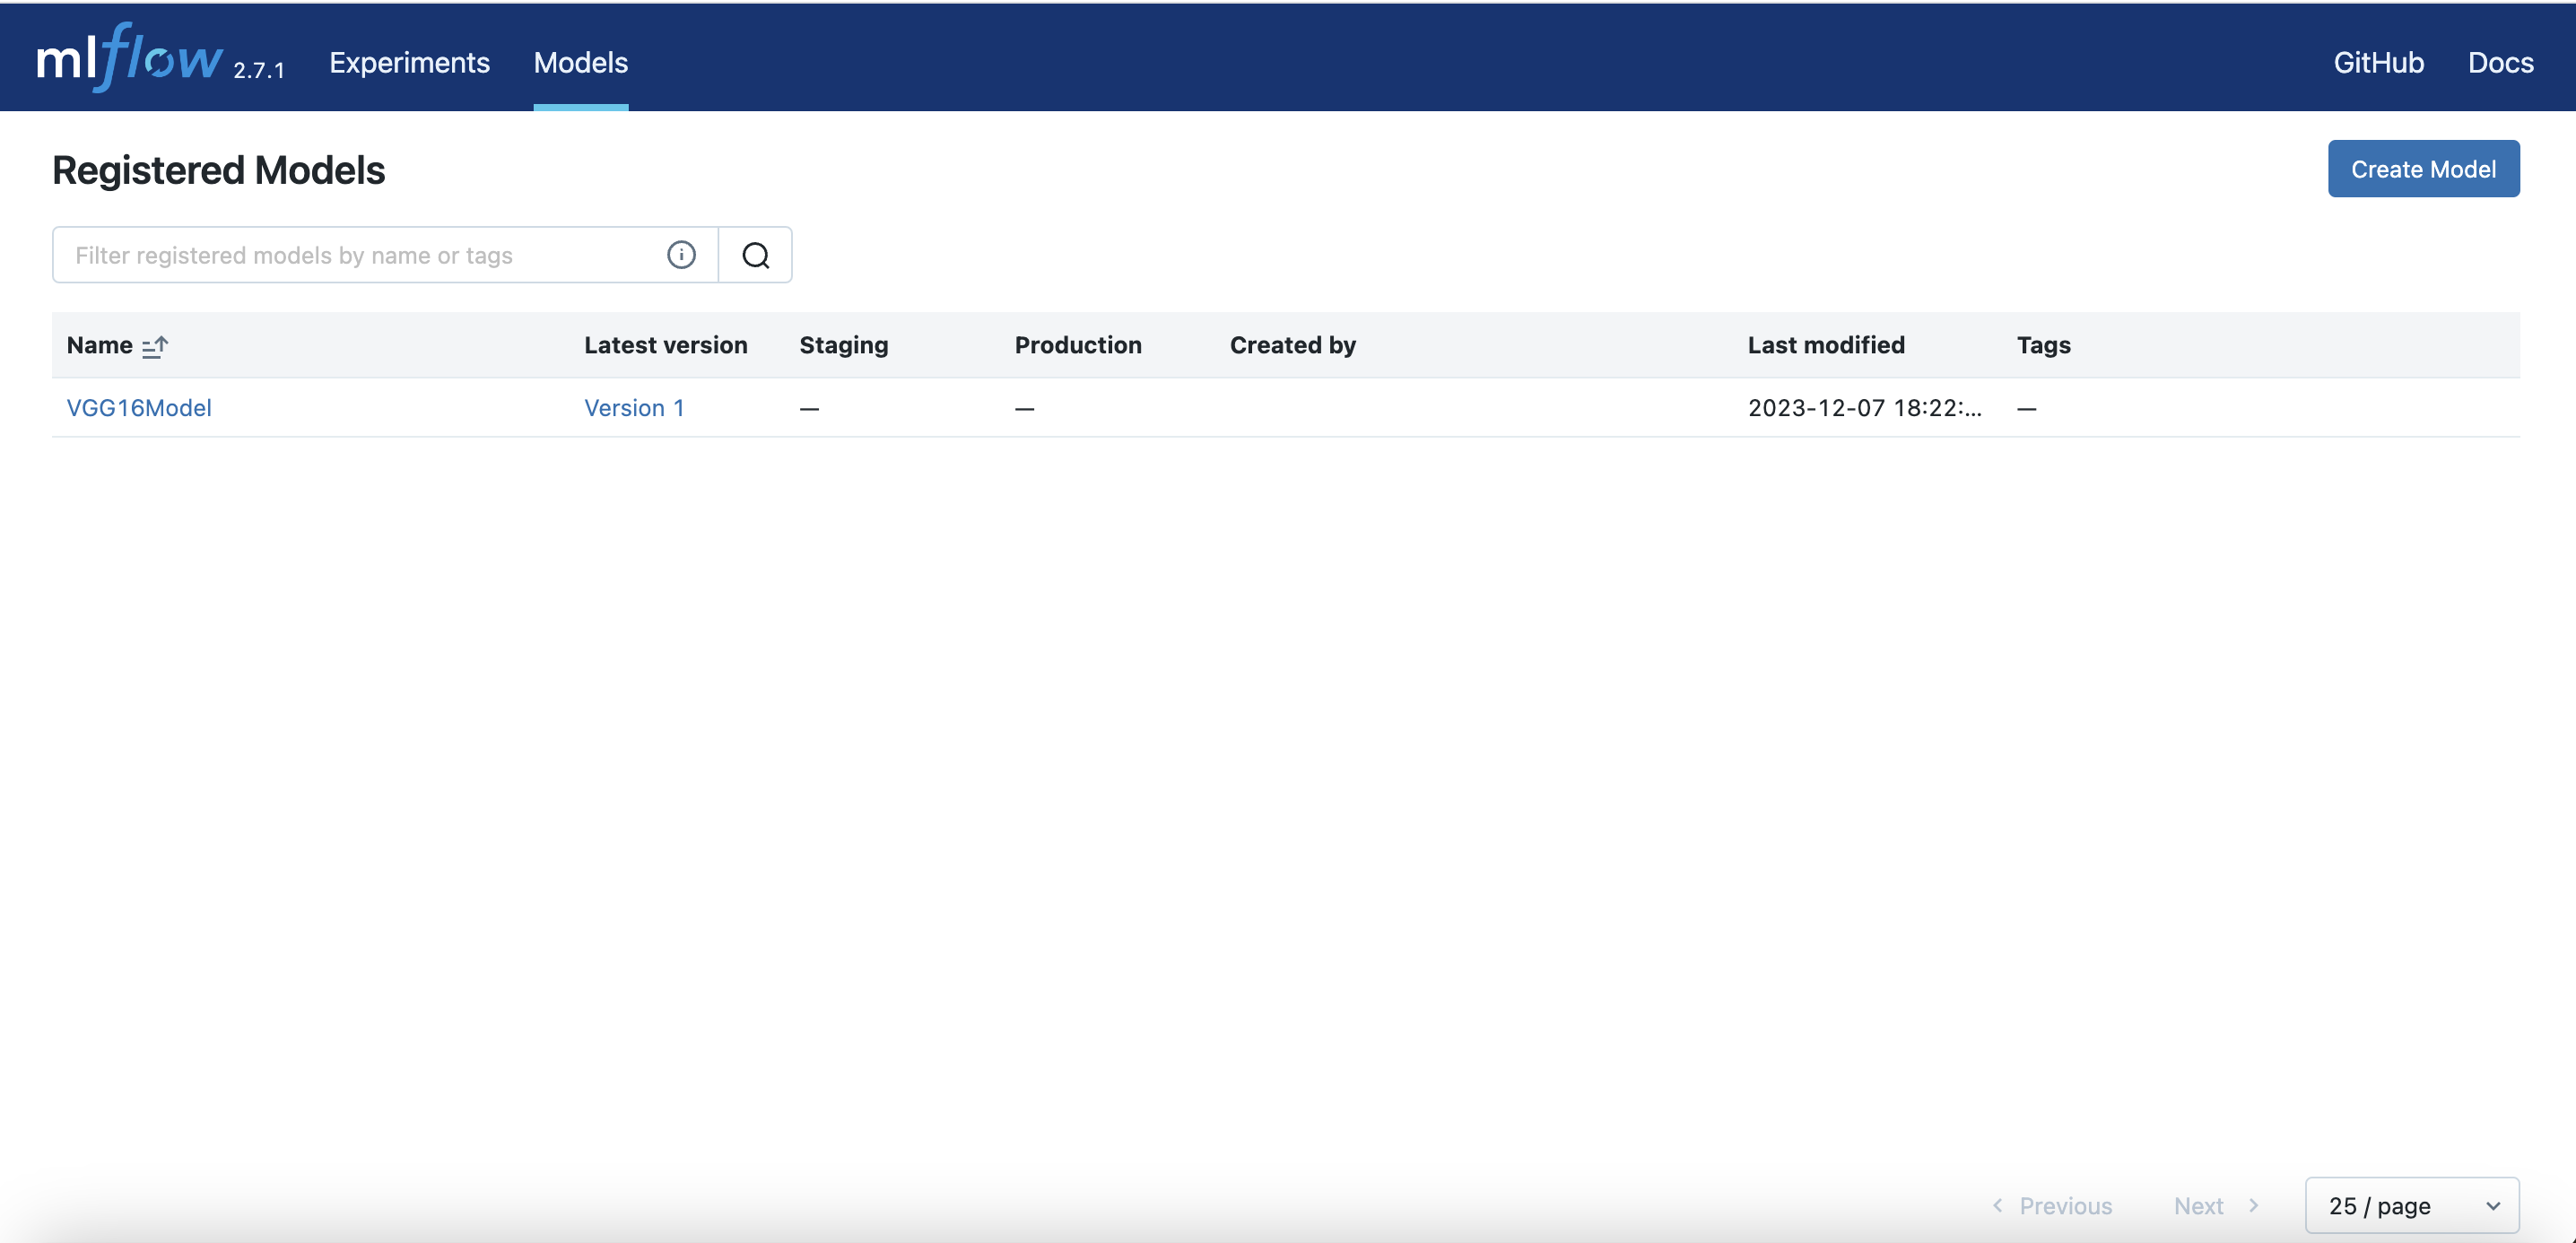 mlflow 2.7.1 Experiments Models GitHub Docs
Registered Models Create Model
Filter registered models by name or tags
Name Latest version Staging Production Created by Last modified Tags
VGG16Model Version 1 — — 2023-12-07 18:22:... —
Previous Next 25 / page